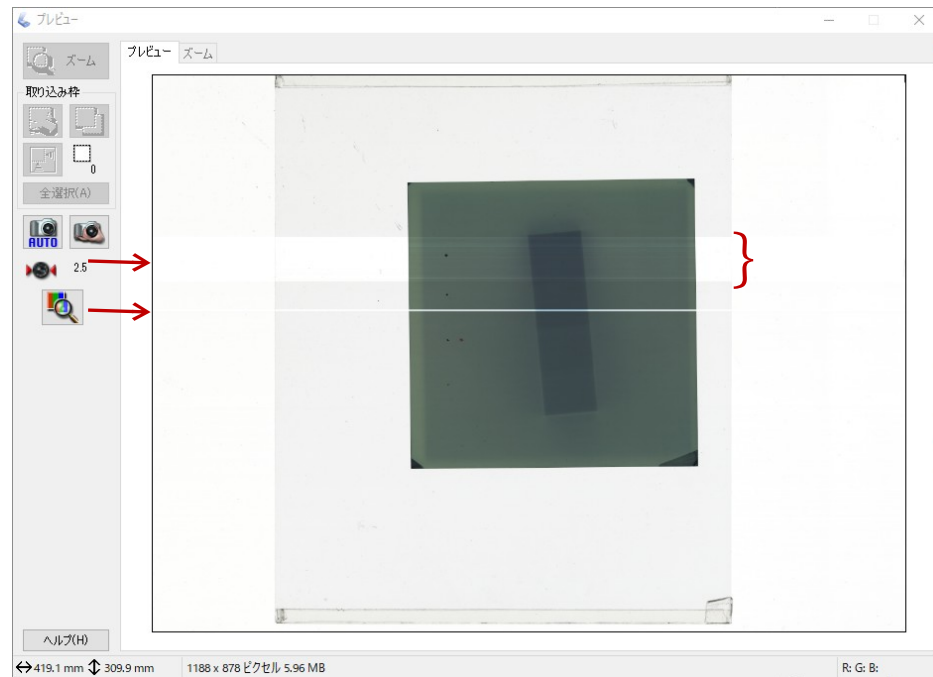 プレビュー
ズーム
プレビュー
ズーム
取り込み枠
0
全選択(A)
AUTO
2.5
ヘルプ(H)
419.1 mm 309.9 mm
1188 x 878 ピクセル 5.96 MB
R: G: B: